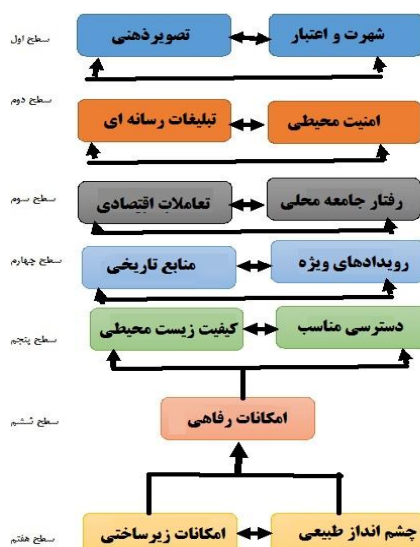 سطح اول
شهرت و اعتبار
تصویرذهنی
سطح دوم
امنیت محیطی
تبلیغات رسانه ای
سطح سوم
رفتار جامعه محلی
تعاملات اقتصادی
سطح چهارم
رویدادهای ویژه
منابع تاریخی
سطح پنجم
دسترسی مناسب
کیفیت زیست محیطی
سطح ششم
امکانات رفاهی
سطح هفتم
چشم انداز طبیعی
امکانات زیرساختی